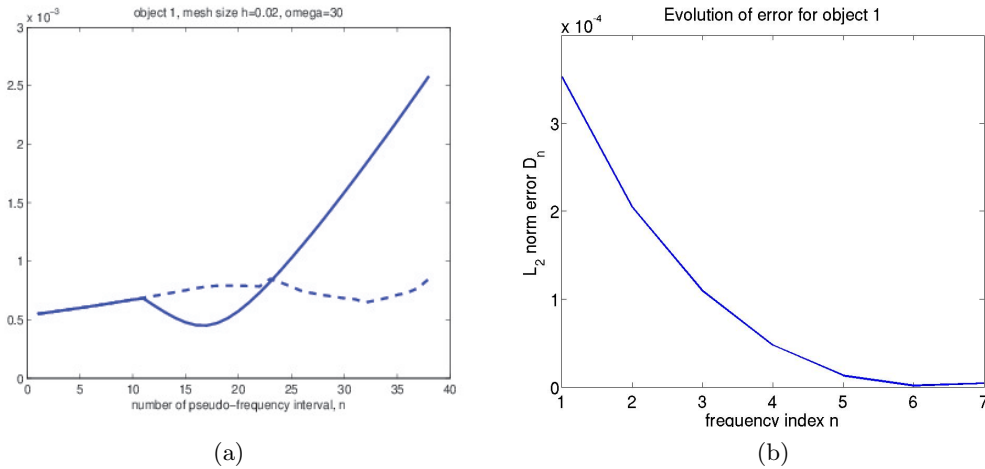 x 10⁻³
object 1, mesh size h=0.02, omega=30
3
2.5
2
1.5
1
0.5
0
0 5 10 15 20 25 30 35 40
number of pseudo-frequency interval, n
(a)
Evolution of error for object 1
x 10⁻⁴
3
2
1
0
L₂ norm error Dₙ
1 2 3 4 5 6 7
frequency index n
(b)